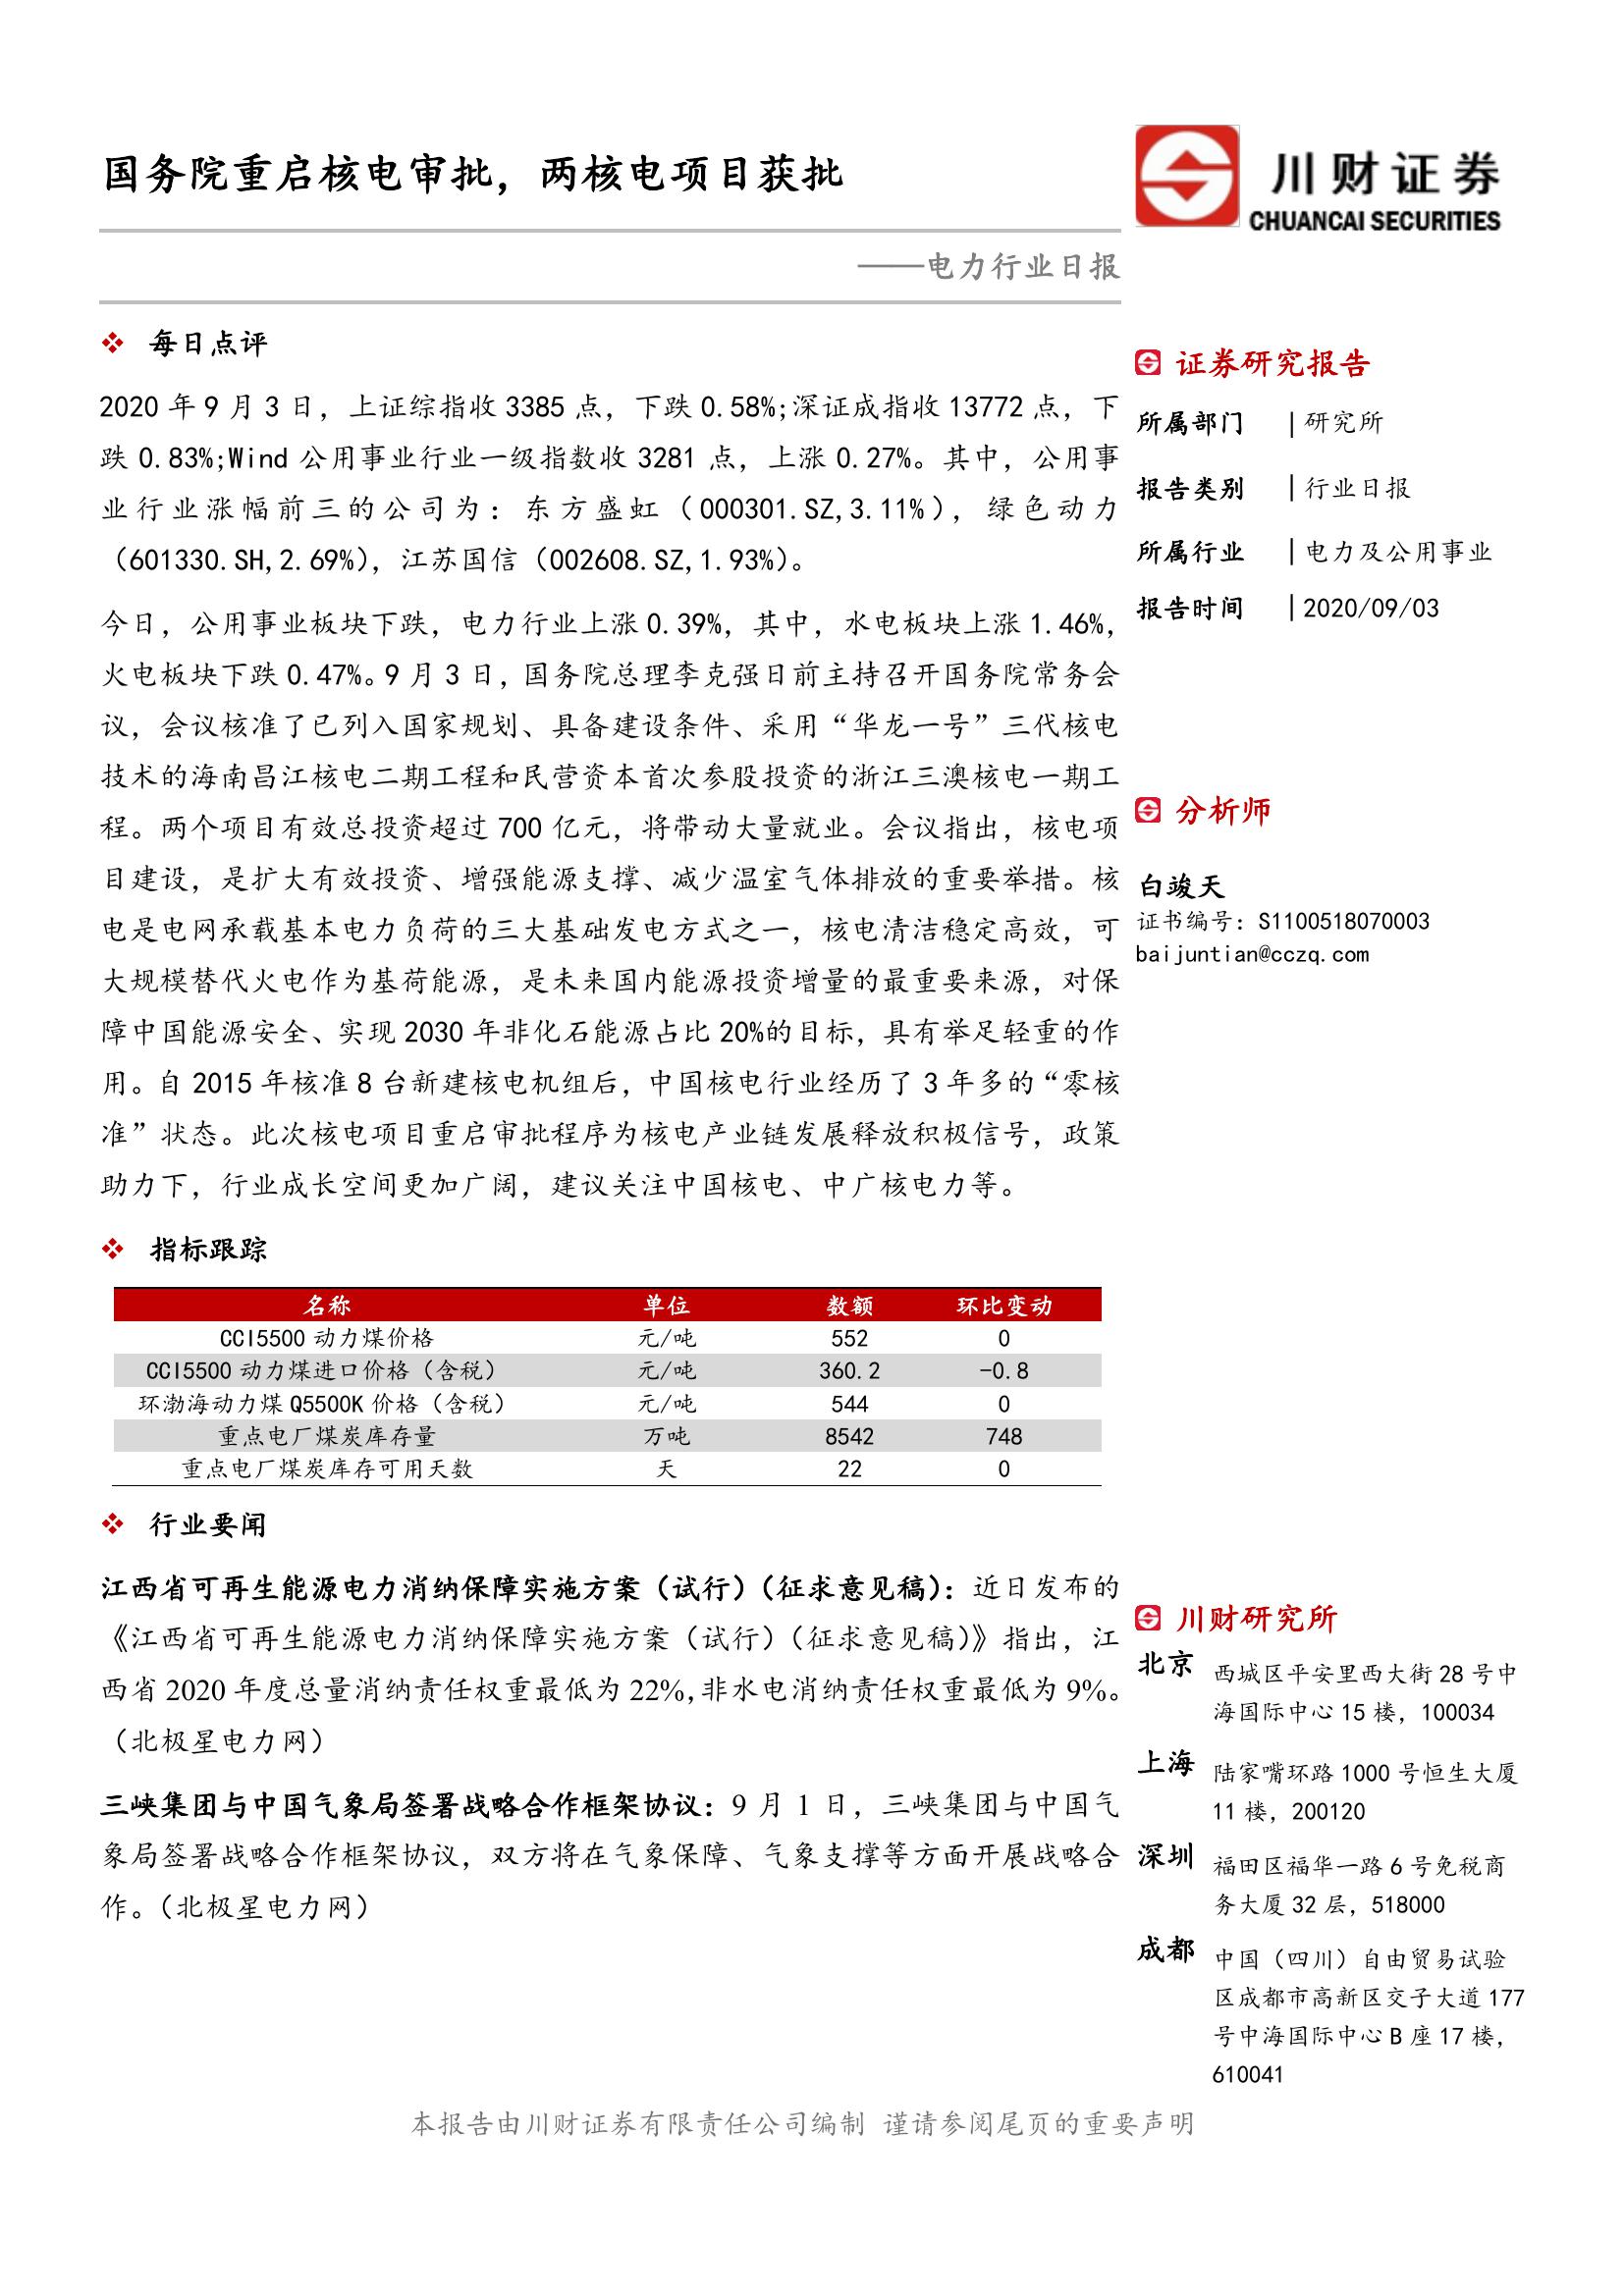 国务院重启核电审批，两核电项目获批
川财证券
CHUANCAI SECURITIES
——电力行业日报
❖ 每日点评
2020 年 9 月 3 日，上证综指收 3385 点，下跌 0.58%;深证成指收 13772 点，下
跌 0.83%;Wind 公用事业行业一级指数收 3281 点，上涨 0.27%。其中，公用事
业行业涨幅前三的公司为：东方盛虹（000301.SZ,3.11%），绿色动力
（601330.SH,2.69%），江苏国信（002608.SZ,1.93%）。
今日，公用事业板块下跌，电力行业上涨 0.39%，其中，水电板块上涨 1.46%，
火电板块下跌 0.47%。9 月 3 日，国务院总理李克强日前主持召开国务院常务会
议，会议核准了已列入国家规划、具备建设条件、采用“华龙一号”三代核电
技术的海南昌江核电二期工程和民营资本首次参股投资的浙江三澳核电一期工
程。两个项目有效总投资超过 700 亿元，将带动大量就业。会议指出，核电项
目建设，是扩大有效投资、增强能源支撑、减少温室气体排放的重要举措。核
电是电网承载基本电力负荷的三大基础发电方式之一，核电清洁稳定高效，可
大规模替代火电作为基荷能源，是未来国内能源投资增量的最重要来源，对保
障中国能源安全、实现 2030 年非化石能源占比 20%的目标，具有举足轻重的作
用。自 2015 年核准 8 台新建核电机组后，中国核电行业经历了 3 年多的“零核
准”状态。此次核电项目重启审批程序为核电产业链发展释放积极信号，政策
助力下，行业成长空间更加广阔，建议关注中国核电、中广核电力等。
❖ 指标跟踪
名称 单位 数额 环比变动
CCI5500 动力煤价格 元/吨 552 0
CCI5500 动力煤进口价格（含税） 元/吨 360.2 -0.8
环渤海动力煤 Q5500K 价格（含税） 元/吨 544 0
重点电厂煤炭库存量 万吨 8542 748
重点电厂煤炭库存可用天数 天 22 0
❖ 行业要闻
江西省可再生能源电力消纳保障实施方案（试行）（征求意见稿）：近日发布的
《江西省可再生能源电力消纳保障实施方案（试行）（征求意见稿）》指出，江
西省 2020 年度总量消纳责任权重最低为 22%,非水电消纳责任权重最低为 9%。
（北极星电力网）
三峡集团与中国气象局签署战略合作框架协议：9 月 1 日，三峡集团与中国气
象局签署战略合作框架协议，双方将在气象保障、气象支撑等方面开展战略合
作。（北极星电力网）
证券研究报告
所属部门 | 研究所
报告类别 | 行业日报
所属行业 | 电力及公用事业
报告时间 | 2020/09/03
分析师
白竣天
证书编号：S1100518070003
baijuntian@cczq.com
川财研究所
北京 西城区平安里西大街 28 号中
海国际中心 15 楼，100034
上海 陆家嘴环路 1000 号恒生大厦
11 楼，200120
深圳 福田区福华一路 6 号免税商
务大厦 32 层，518000
成都 中国（四川）自由贸易试验
区成都市高新区交子大道 177
号中海国际中心 B 座 17 楼，
610041
本报告由川财证券有限责任公司编制 谨请参阅尾页的重要声明